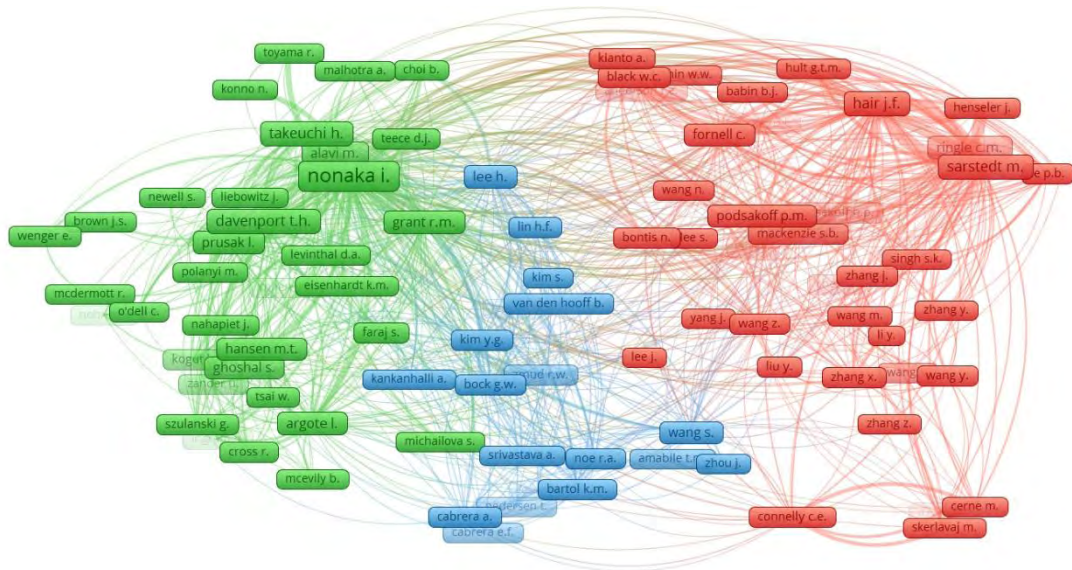 toyama r.
malhotra a.
choi b.
kianto a.
black w.c.
hult g.t.m.
konno n.
babin b.j.
hair j.f.
henseler j.
takeuchi h.
teece d.j.
fornell c.
alavi m.
ringle c.m.
nonaka i.
lee h.
sarstedt m.
newell s.
liebowitz j.
wang n.
brown j.s.
davenport t.h.
grant r.m.
lin h.f.
podsakoff p.m.
wenger e.
prusak l.
bontis n.
lee s.
mackenzie s.b.
levinthal d.a.
singh s.k.
polanyi m.
eisenhardt k.m.
kim s.
zhang j.
mcdermott r.
van den hooff b.
o'dell c.
nahapiet j.
faraj s.
yang j.
wang z.
wang m.
zhang y.
hansen m.t.
kim y.g.
lee j.
li y.
ghoshal s.
liu y.
zhang x.
wang y.
zander u.
kankanhalli a.
bock g.w.
tsai w.
szulanski g.
argote l.
wang s.
zhang z.
cross r.
michailova s.
srivastava a.
noe r.a.
zhou j.
mcevily b.
bartol k.m.
cabrera a.
cabrera e.f.
connelly c.e.
cerne m.
skerlavaj m.